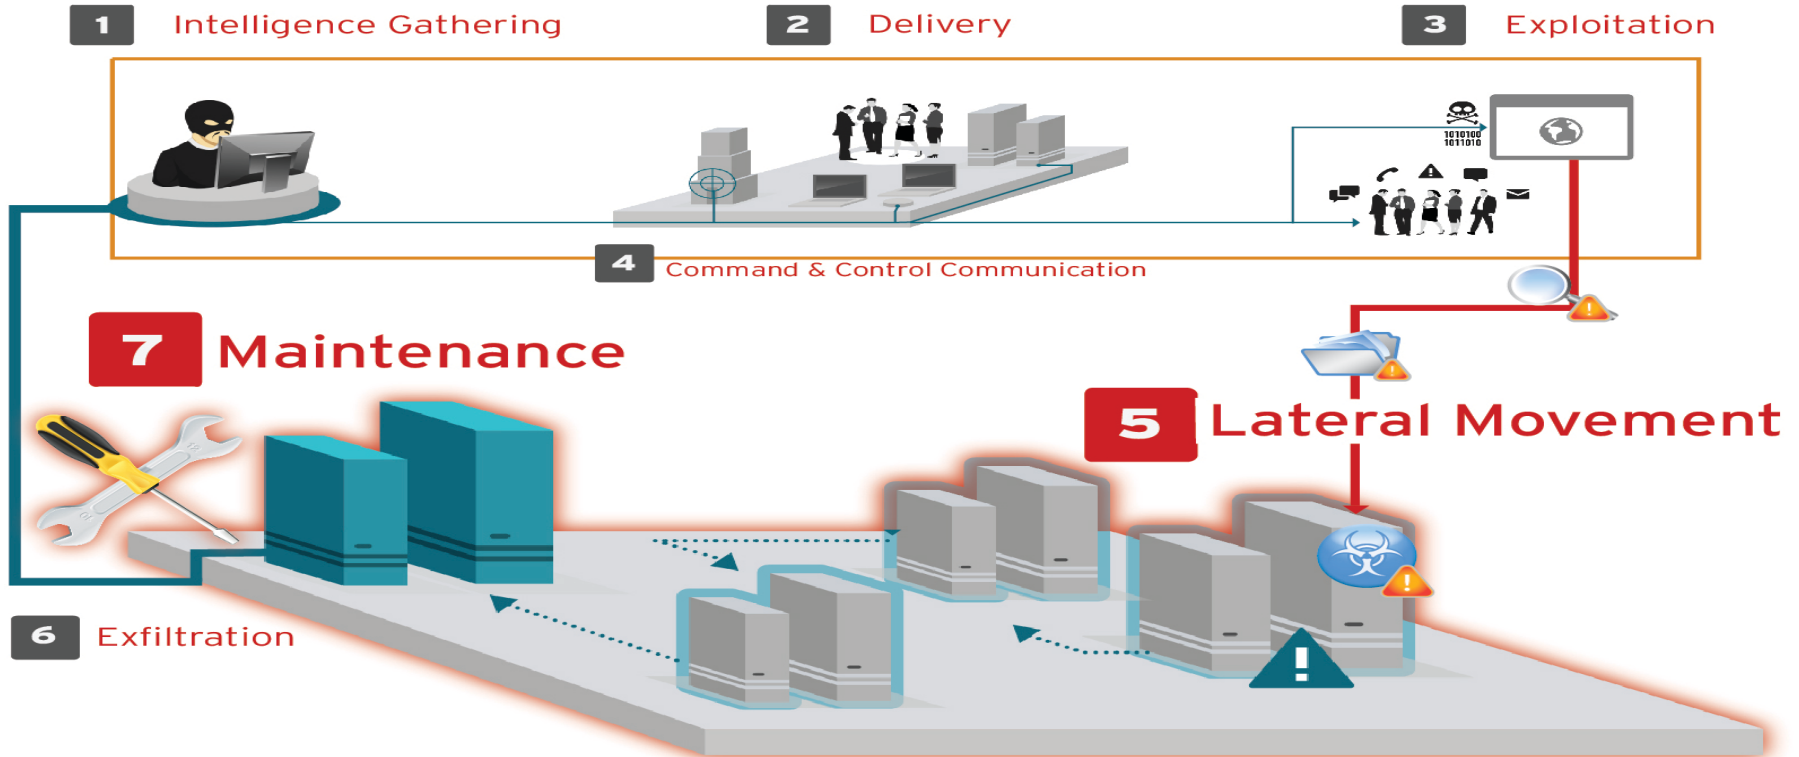 1 Intelligence Gathering
2 Delivery
3 Exploitation
1010100
1011010
4 Command & Control Communication
7 Maintenance
5 Lateral Movement
6 Exfiltration